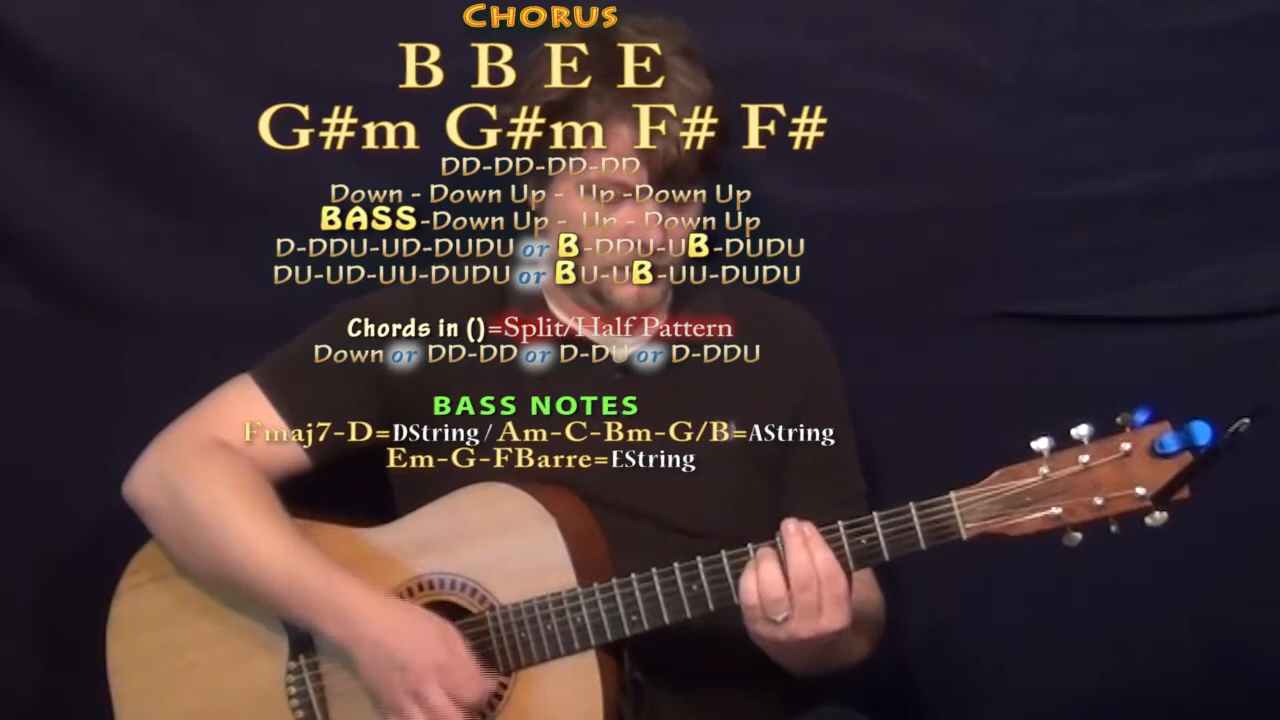 CHORUS
B B E E
G#m G#m F# F#
DD-DD-DD-DD
Down - Down Up - Up -Down Up
BASS-Down Up - Up - Down Up
D-DDU-UD-DUDU or B-DDU-UB-DUDU
DU-UD-UU-DUDU or BU-UB-UU-DUDU
Chords in ()=Split/Half Pattern
Down or DD-DD or D-DU or D-DDU
BASS NOTES
Fmaj7-D=DString / Am-C-Bm-G/B=AString
Em-G-FBarre=EString